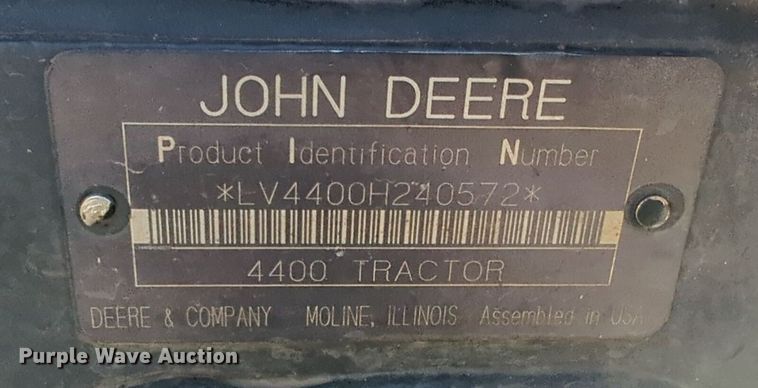 JOHN DEERE
Product Identification Number
*LV4400H240572*
4400 TRACTOR
DEERE & COMPANY MOLINE, ILLINOIS Assembled in USA
Purple Wave Auction